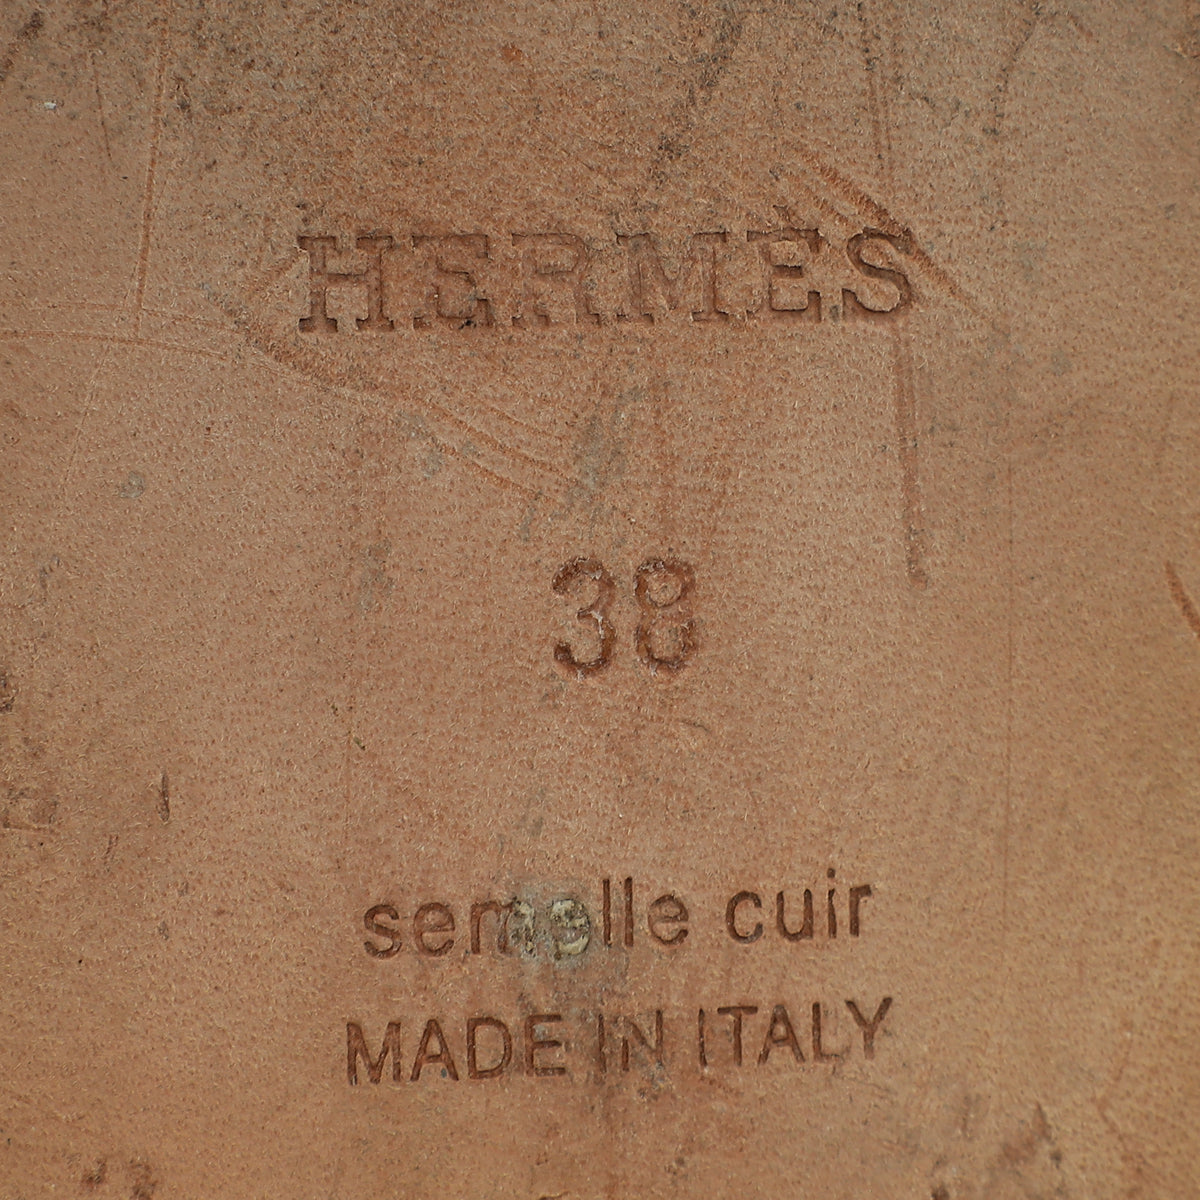 HERMES
38
semelle cuir
MADE IN ITALY